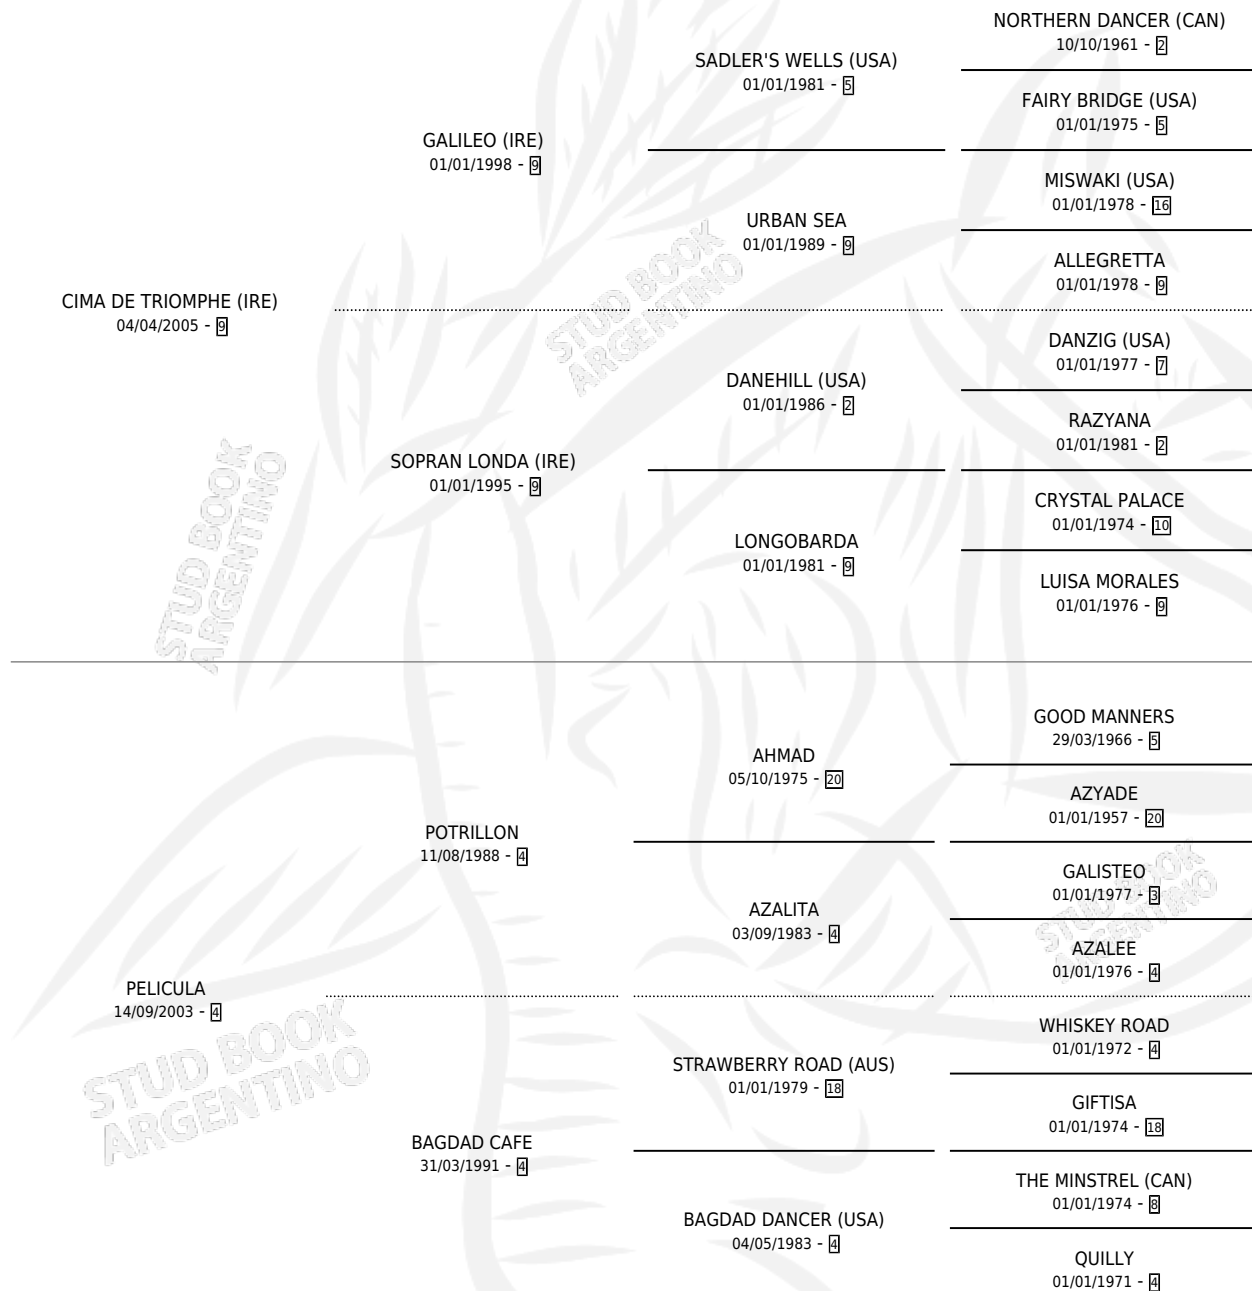 NORTHERN DANCER (CAN)
10/10/1961 - 2
SADLER'S WELLS (USA)
01/01/1981 - 5
FAIRY BRIDGE (USA)
01/01/1975 - 5
GALILEO (IRE)
01/01/1998 - 9
MISWAKI (USA)
01/01/1978 - 16
URBAN SEA
01/01/1989 - 9
ALLEGRETTA
01/01/1978 - 9
CIMA DE TRIOMPHE (IRE)
04/04/2005 - 9
STUD BOOK
ARGENTINO
DANZIG (USA)
01/01/1977 - 7
DANEHILL (USA)
01/01/1986 - 2
RAZYANA
01/01/1981 - 2
SOPRAN LONDA (IRE)
01/01/1995 - 9
CRYSTAL PALACE
01/01/1974 - 10
LONGOBARDA
01/01/1981 - 9
LUISA MORALES
01/01/1976 - 9
STUD BOOK
ARGENTINO
GOOD MANNERS
29/03/1966 - 5
AHMAD
05/10/1975 - 20
AZYADE
01/01/1957 - 20
POTRILLON
11/08/1988 - 4
GALISTEO
01/01/1977 - 3
AZALITA
03/09/1983 - 4
STUD BOOK
ARGENTINO
AZALEE
01/01/1976 - 4
PELICULA
14/09/2003 - 4
STUD BOOK
ARGENTINO
WHISKEY ROAD
01/01/1972 - 4
STRAWBERRY ROAD (AUS)
01/01/1979 - 18
GIFTISA
01/01/1974 - 18
BAGDAD CAFE
31/03/1991 - 4
THE MINSTREL (CAN)
01/01/1974 - 8
BAGDAD DANCER (USA)
04/05/1983 - 4
QUILLY
01/01/1971 - 4